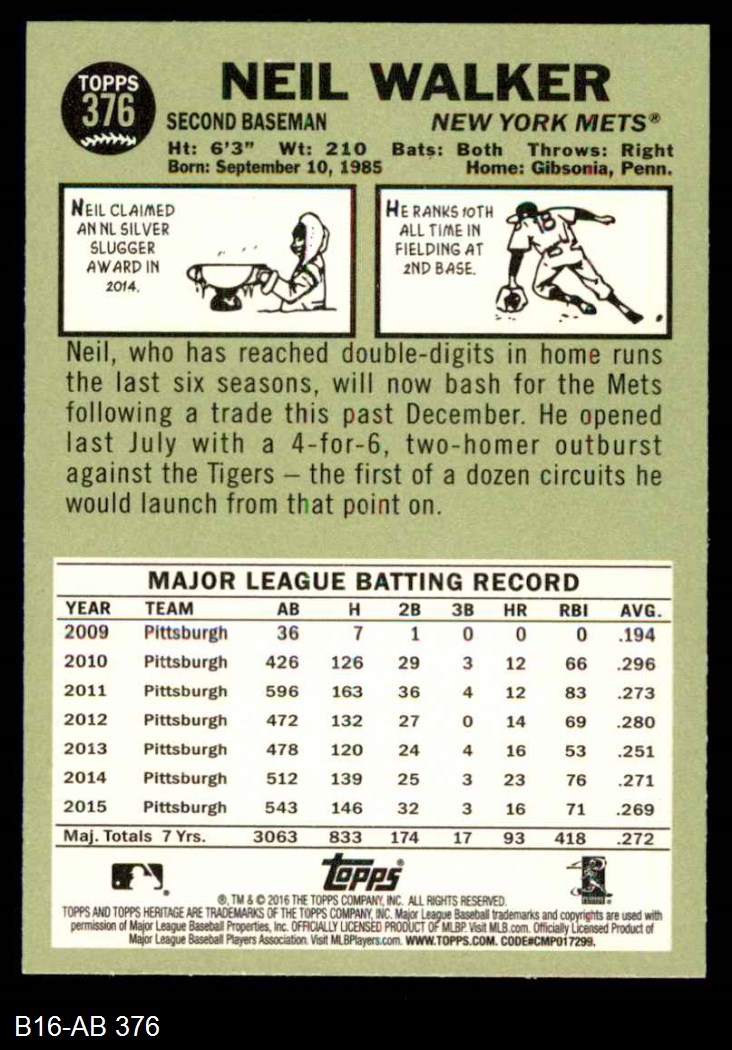 TOPPS
376
NEIL WALKER
SECOND BASEMAN NEW YORK METS®
Ht: 6'3" Wt: 210 Bats: Both Throws: Right
Born: September 10, 1985 Home: Gibsonia, Penn.
NEIL CLAIMED
AN NL SILVER
SLUGGER
AWARD IN
2014.
HE RANKS 10TH
ALL TIME IN
FIELDING AT
2ND BASE.
Neil, who has reached double-digits in home runs
the last six seasons, will now bash for the Mets
following a trade this past December. He opened
last July with a 4-for-6, two-homer outburst
against the Tigers – the first of a dozen circuits he
would launch from that point on.
MAJOR LEAGUE BATTING RECORD
YEAR TEAM AB H 2B 3B HR RBI AVG.
2009 Pittsburgh 36 7 1 0 0 0 .194
2010 Pittsburgh 426 126 29 3 12 66 .296
2011 Pittsburgh 596 163 36 4 12 83 .273
2012 Pittsburgh 472 132 27 0 14 69 .280
2013 Pittsburgh 478 120 24 4 16 53 .251
2014 Pittsburgh 512 139 25 3 23 76 .271
2015 Pittsburgh 543 146 32 3 16 71 .269
Maj. Totals 7 Yrs. 3063 833 174 17 93 418 .272
Topps®
®, TM & © 2016 THE TOPPS COMPANY, INC. ALL RIGHTS RESERVED.
TOPPS AND TOPPS HERITAGE ARE TRADEMARKS OF THE TOPPS COMPANY, INC. Major League Baseball trademarks and copyrights are used with
permission of Major League Baseball Properties, Inc. OFFICIALLY LICENSED PRODUCT OF MLBP. Visit MLB.com. Officially Licensed Product of
Major League Baseball Players Association. Visit MLBPlayers.com. WWW.TOPPS.COM. CODE#CMP017299.
B16-AB 376